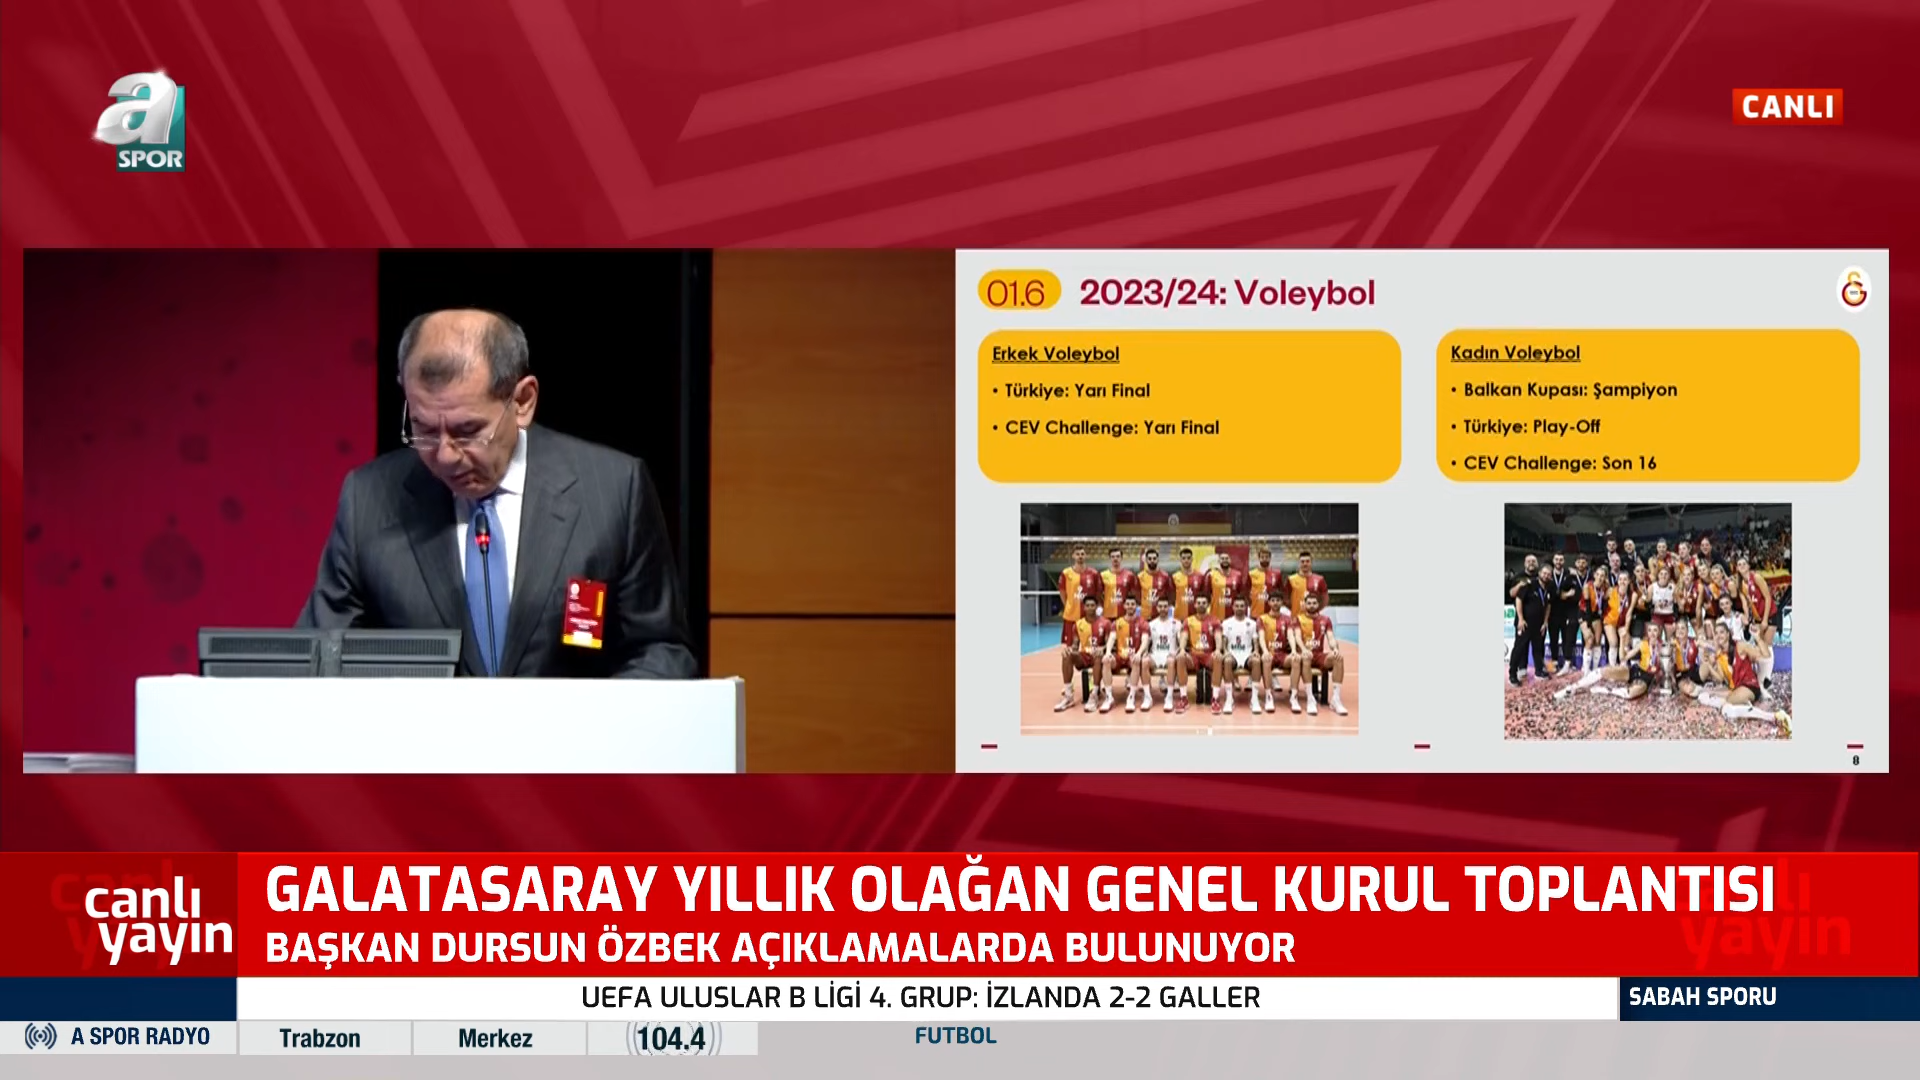 a
SPOR
CANLI
01.6
2023/24: Voleybol
Erkek Voleybol
• Türkiye: Yarı Final
• CEV Challenge: Yarı Final
Kadın Voleybol
• Balkan Kupası: Şampiyon
• Türkiye: Play-Off
• CEV Challenge: Son 16
8
canlı
yayın
GALATASARAY YILLIK OLAĞAN GENEL KURUL TOPLANTISI
BAŞKAN DURSUN ÖZBEK AÇIKLAMALARDA BULUNUYOR
UEFA ULUSLAR B LİGİ 4. GRUP: İZLANDA 2-2 GALLER
SABAH SPORU
A SPOR RADYO
Trabzon
Merkez
104.4
FUTBOL